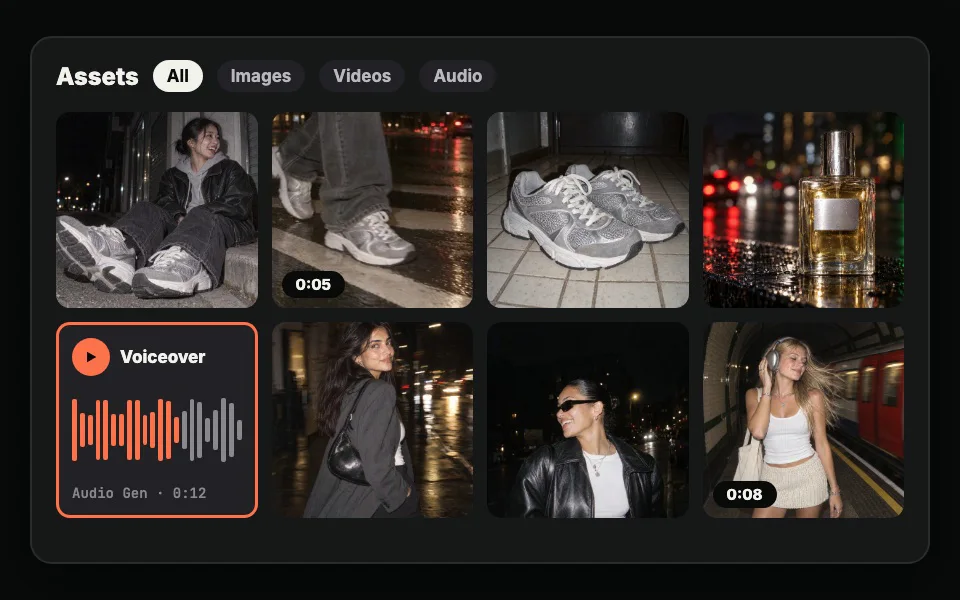 Assets
All
Images
Videos
Audio
0:05
Voiceover
Audio Gen · 0:12
0:08